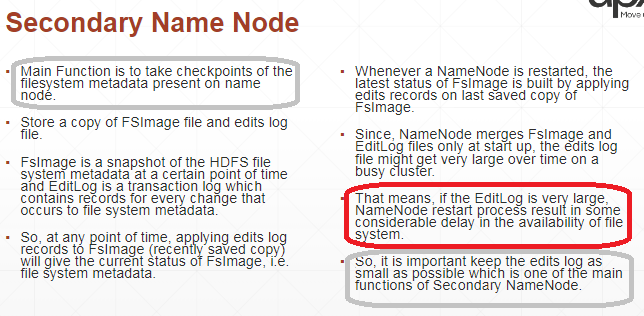 Secondary Name Node
Main Function is to take checkpoints of the
filesystem metadata present on name
node.
Store a copy of FSImage file and edits log
file.
FsImage is a snapshot of the HDFS file
system metadata at a certain point of time
and EditLog is a transaction log which
contains records for every change that
occurs to file system metadata.
So, at any point of time, applying edits log
records to FsImage (recently saved copy)
will give the current status of FsImage, i.e.
file system metadata.
Whenever a NameNode is restarted, the
latest status of FsImage is built by applying
edits records on last saved copy of
FsImage.
Since, NameNode merges FsImage and
EditLog files only at start up, the edits log
file might get very large over time on a
busy cluster.
That means, if the EditLog is very large,
NameNode restart process result in some
considerable delay in the availability of file
system.
So, it is important keep the edits log as
small as possible which is one of the main
functions of Secondary NameNode.